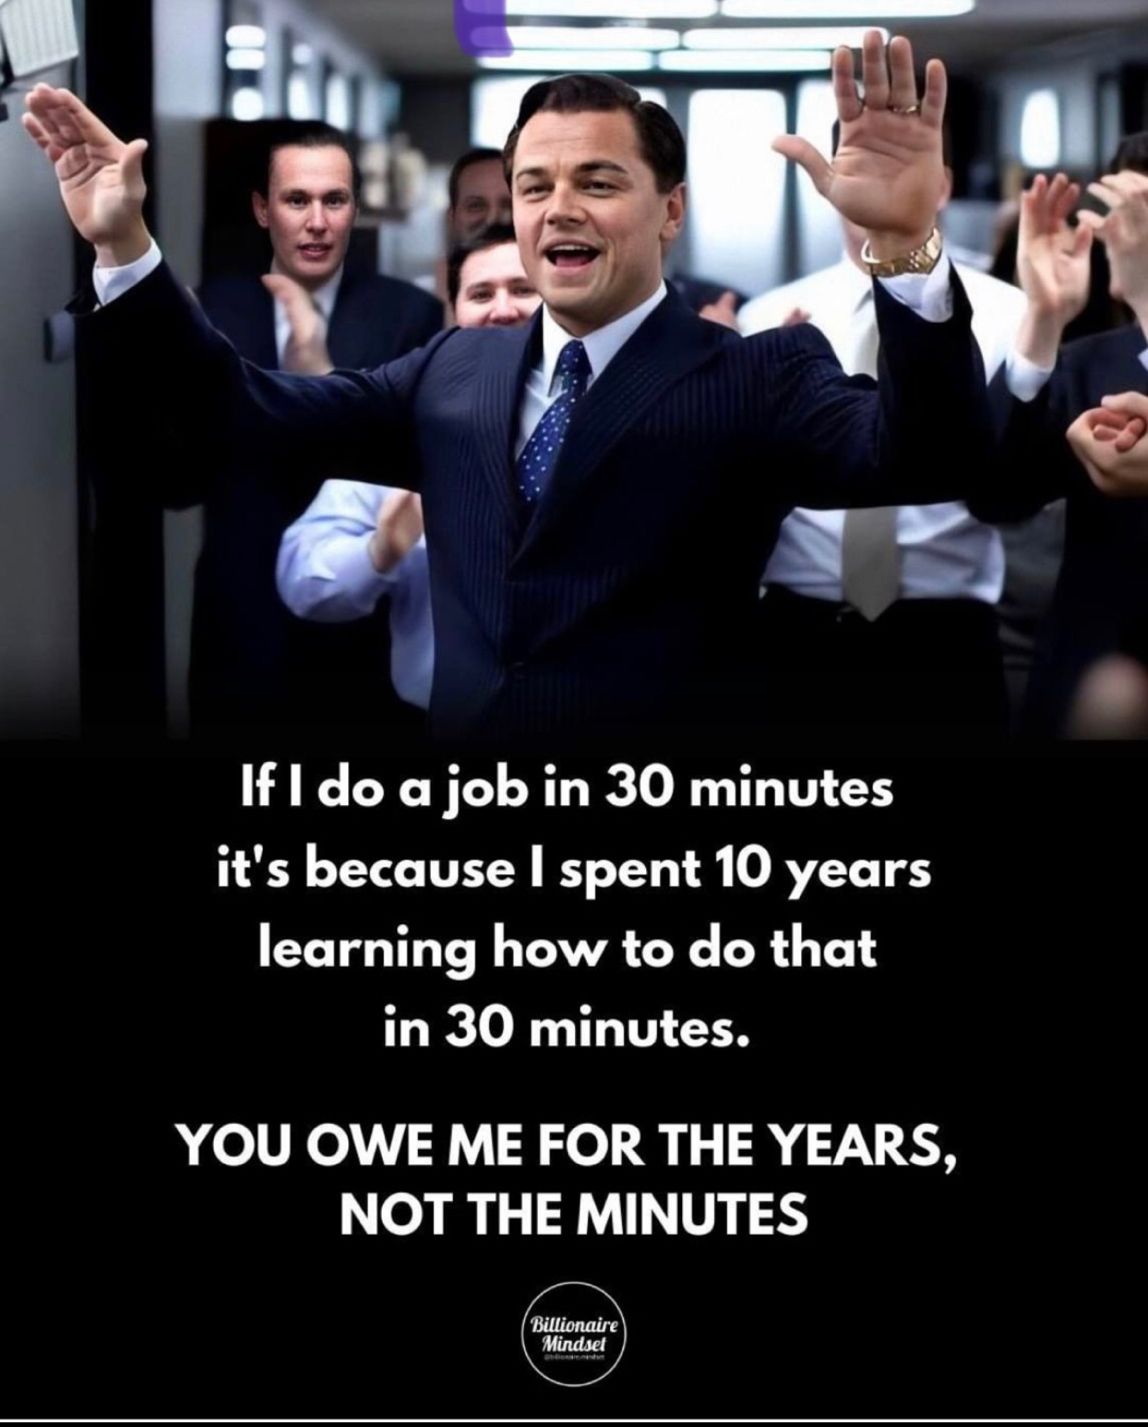 If I do a job in 30 minutes
it's because I spent 10 years
learning how to do that
in 30 minutes.
YOU OWE ME FOR THE YEARS,
NOT THE MINUTES
Billionaire
Mindset